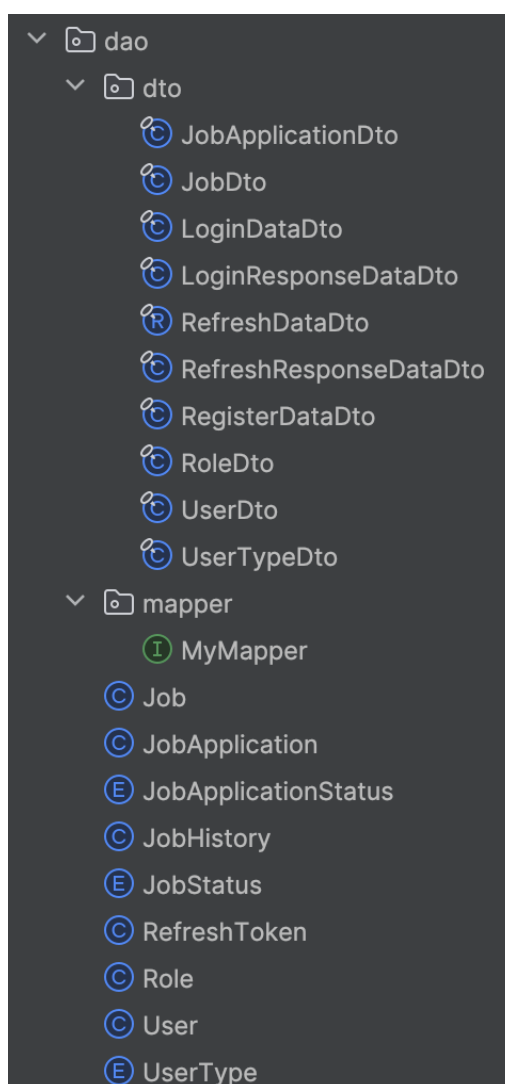 dao
dto
JobApplicationDto
JobDto
LoginDataDto
LoginResponseDataDto
RefreshDataDto
RefreshResponseDataDto
RegisterDataDto
RoleDto
UserDto
UserTypeDto
mapper
MyMapper
Job
JobApplication
JobApplicationStatus
JobHistory
JobStatus
RefreshToken
Role
User
UserType